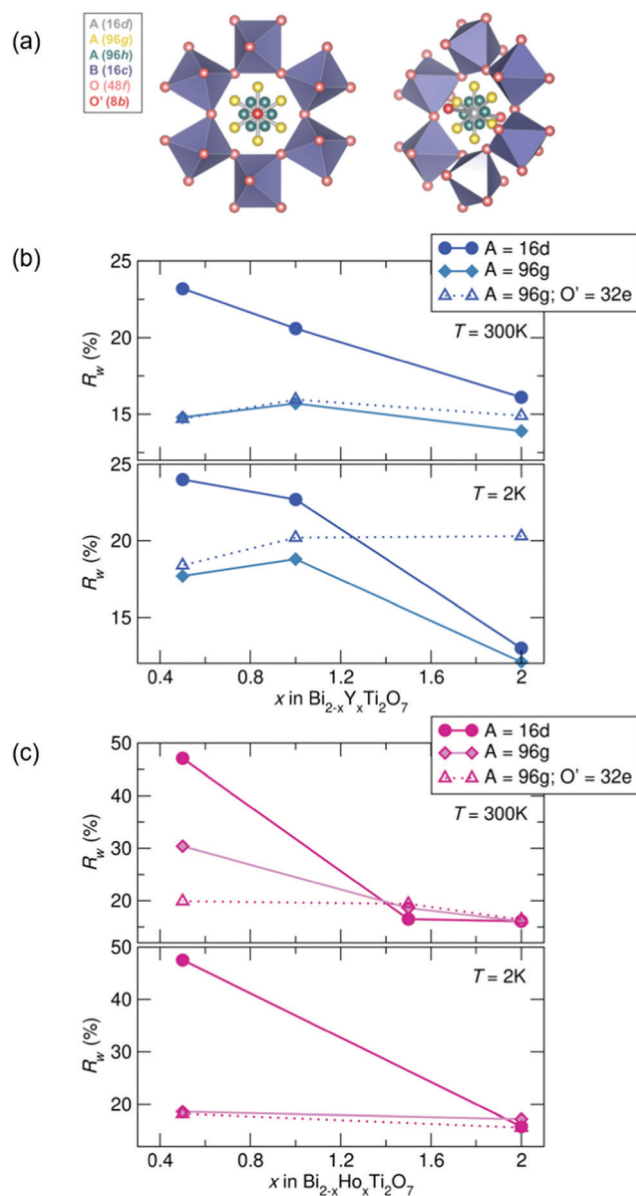 (a)
A (16d)
A (96g)
A (96h)
B (16c)
O (48f)
O' (8b)
(b)
A = 16d
A = 96g
A = 96g; O' = 32e
T = 300K
25
20
15
25
R_w (%)
T = 2K
20
15
R_w (%)
0.4 0.8 1.2 1.6 2
x in Bi2-xYxTi2O7
(c)
A = 16d
A = 96g
A = 96g; O' = 32e
T = 300K
50
40
30
20
50
R_w (%)
T = 2K
40
30
20
R_w (%)
0.4 0.8 1.2 1.6 2
x in Bi2-xHoxTi2O7